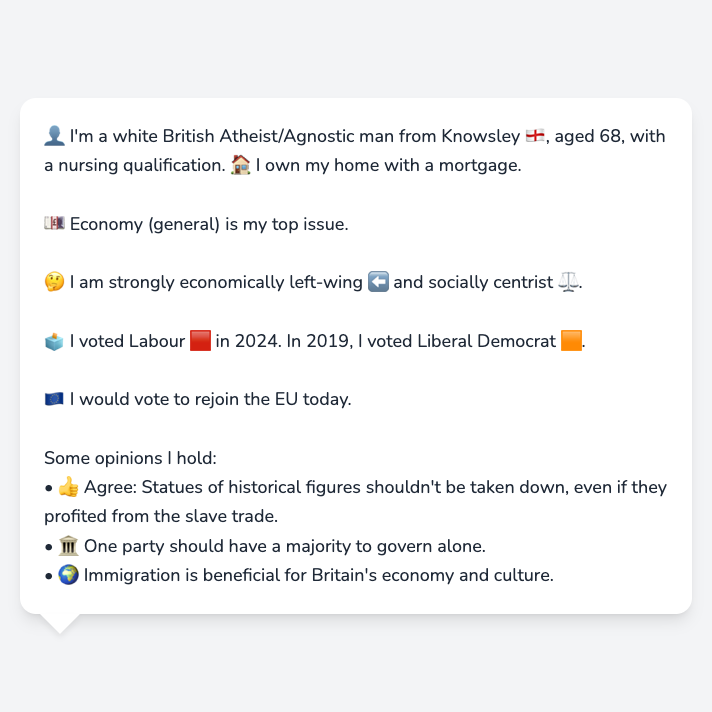 👤 I'm a white British Atheist/Agnostic man from Knowsley 🏴󠁧󠁢󠁥󠁮󠁧󠁿, aged 68, with
a nursing qualification. 🏠 I own my home with a mortgage.
💷 Economy (general) is my top issue.
🤔 I am strongly economically left-wing ⬅️ and socially centrist ⚖️.
🗳️ I voted Labour 🟥 in 2024. In 2019, I voted Liberal Democrat 🟧.
🇪🇺 I would vote to rejoin the EU today.
Some opinions I hold:
• 👍 Agree: Statues of historical figures shouldn't be taken down, even if they
profited from the slave trade.
• 🏛️ One party should have a majority to govern alone.
• 🌍 Immigration is beneficial for Britain's economy and culture.